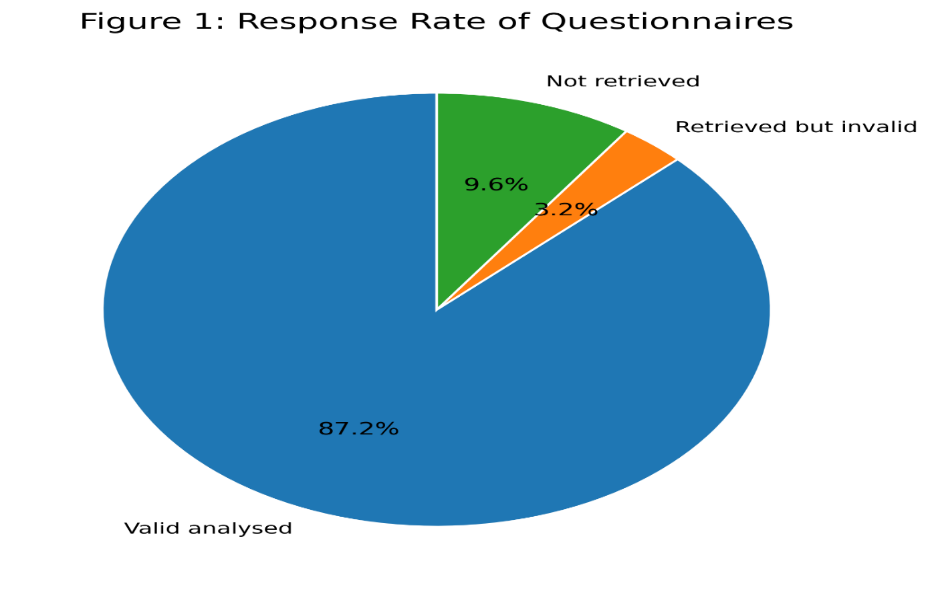 Figure 1: Response Rate of Questionnaires
Not retrieved
Retrieved but invalid
9.6%
3.2%
87.2%
Valid analysed